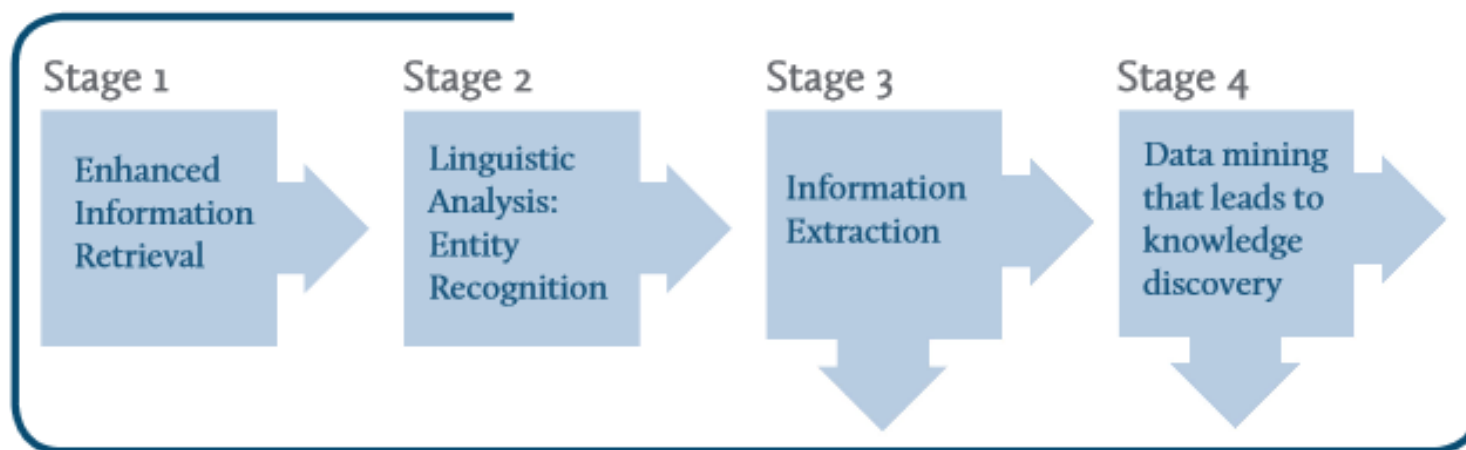 Stage 1
Enhanced
Information
Retrieval
Stage 2
Linguistic
Analysis:
Entity
Recognition
Stage 3
Information
Extraction
Stage 4
Data mining
that leads to
knowledge
discovery